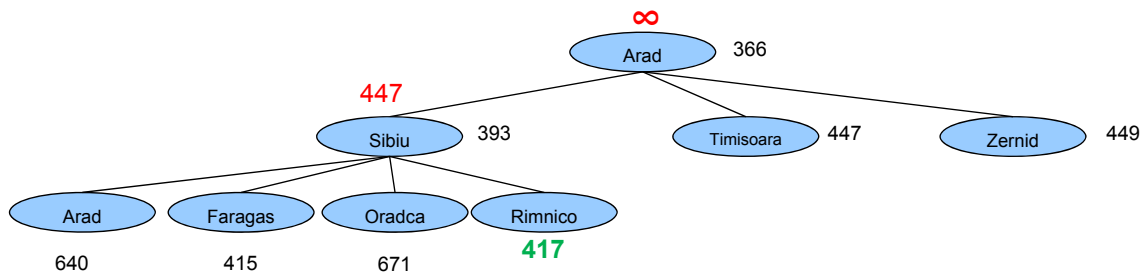 ∞
Arad 366
447
Sibiu 393 Timisoara 447 Zernid 449
Arad Faragas Oradca Rimnico
417
640 415 671